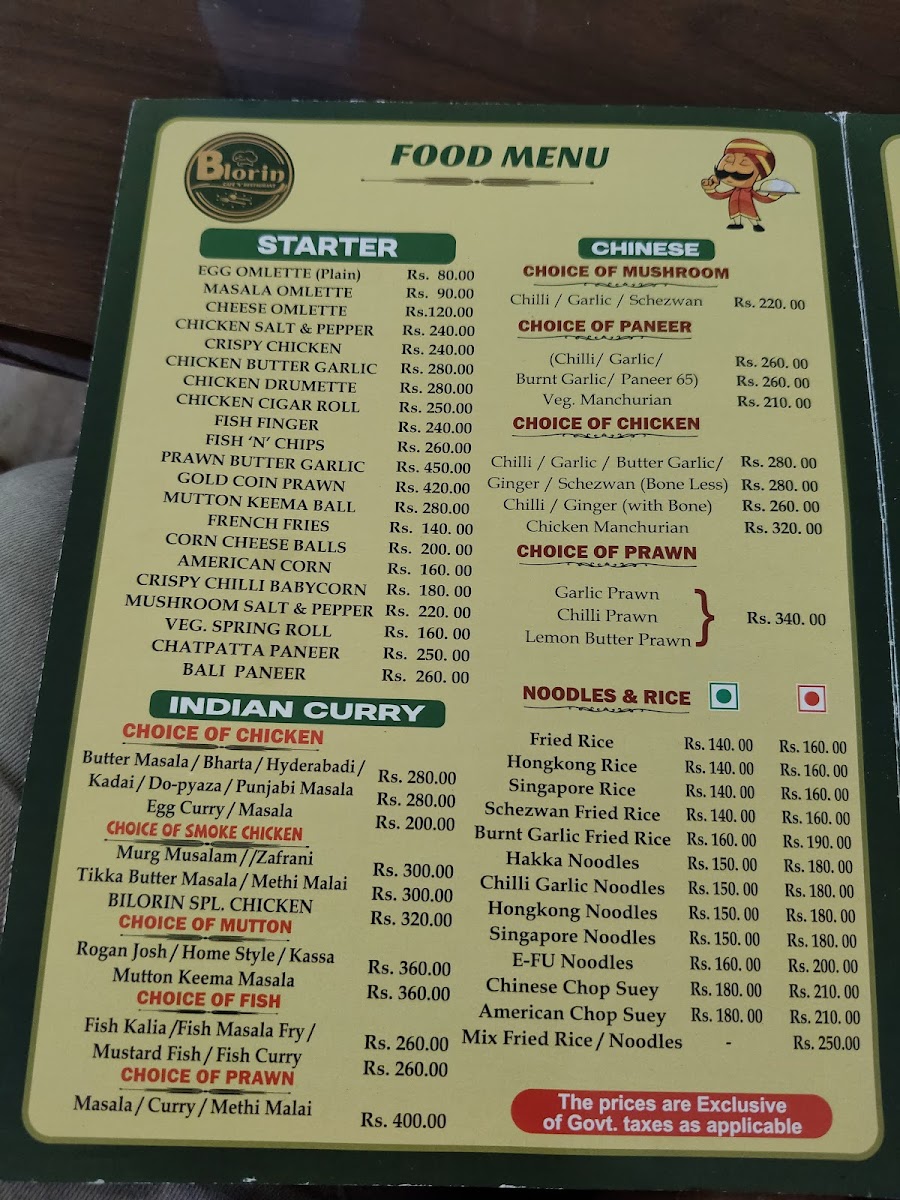 Blorin
CAFE 'N' RESTAURANT
FOOD MENU
STARTER
EGG OMLETTE (Plain) Rs. 80.00
MASALA OMLETTE Rs. 90.00
CHEESE OMLETTE Rs.120.00
CHICKEN SALT & PEPPER Rs. 240.00
CRISPY CHICKEN Rs. 240.00
CHICKEN BUTTER GARLIC Rs. 280.00
CHICKEN DRUMETTE Rs. 280.00
CHICKEN CIGAR ROLL Rs. 250.00
FISH FINGER Rs. 240.00
FISH 'N' CHIPS Rs. 260.00
PRAWN BUTTER GARLIC Rs. 450.00
GOLD COIN PRAWN Rs. 420.00
MUTTON KEEMA BALL Rs. 280.00
FRENCH FRIES Rs. 140. 00
CORN CHEESE BALLS Rs. 200. 00
AMERICAN CORN Rs. 160. 00
CRISPY CHILLI BABYCORN Rs. 180. 00
MUSHROOM SALT & PEPPER Rs. 220. 00
VEG. SPRING ROLL Rs. 160. 00
CHATPATTA PANEER Rs. 250. 00
BALI PANEER Rs. 260. 00
INDIAN CURRY
CHOICE OF CHICKEN
Butter Masala / Bharta / Hyderabadi / Rs. 280.00
Kadai / Do-pyaza / Punjabi Masala Rs. 280.00
Egg Curry / Masala Rs. 200.00
CHOICE OF SMOKE CHICKEN
Murg Musalam / /Zafrani Rs. 300.00
Tikka Butter Masala / Methi Malai Rs. 300.00
BILORIN SPL. CHICKEN Rs. 320.00
CHOICE OF MUTTON
Rogan Josh / Home Style / Kassa Rs. 360.00
Mutton Keema Masala Rs. 360.00
CHOICE OF FISH
Fish Kalia /Fish Masala Fry / Rs. 260.00
Mustard Fish / Fish Curry Rs. 260.00
CHOICE OF PRAWN
Masala / Curry / Methi Malai Rs. 400.00
CHINESE
CHOICE OF MUSHROOM
Chilli / Garlic / Schezwan Rs. 220. 00
CHOICE OF PANEER
(Chilli/ Garlic/ Rs. 260. 00
Burnt Garlic/ Paneer 65) Rs. 260. 00
Veg. Manchurian Rs. 210. 00
CHOICE OF CHICKEN
Chilli / Garlic / Butter Garlic/ Rs. 280. 00
Ginger / Schezwan (Bone Less) Rs. 280. 00
Chilli / Ginger (with Bone) Rs. 260. 00
Chicken Manchurian Rs. 320. 00
CHOICE OF PRAWN
Garlic Prawn
Chilli Prawn Rs. 340. 00
Lemon Butter Prawn
NOODLES & RICE
Fried Rice Rs. 140. 00 Rs. 160. 00
Hongkong Rice Rs. 140. 00 Rs. 160. 00
Singapore Rice Rs. 140. 00 Rs. 160. 00
Schezwan Fried Rice Rs. 140. 00 Rs. 160. 00
Burnt Garlic Fried Rice Rs. 160. 00 Rs. 190. 00
Hakka Noodles Rs. 150. 00 Rs. 180. 00
Chilli Garlic Noodles Rs. 150. 00 Rs. 180. 00
Hongkong Noodles Rs. 150. 00 Rs. 180. 00
Singapore Noodles Rs. 150. 00 Rs. 180. 00
E-FU Noodles Rs. 160. 00 Rs. 200. 00
Chinese Chop Suey Rs. 180. 00 Rs. 210. 00
American Chop Suey Rs. 180. 00 Rs. 210. 00
Mix Fried Rice / Noodles - Rs. 250.00
The prices are Exclusive
of Govt. taxes as applicable